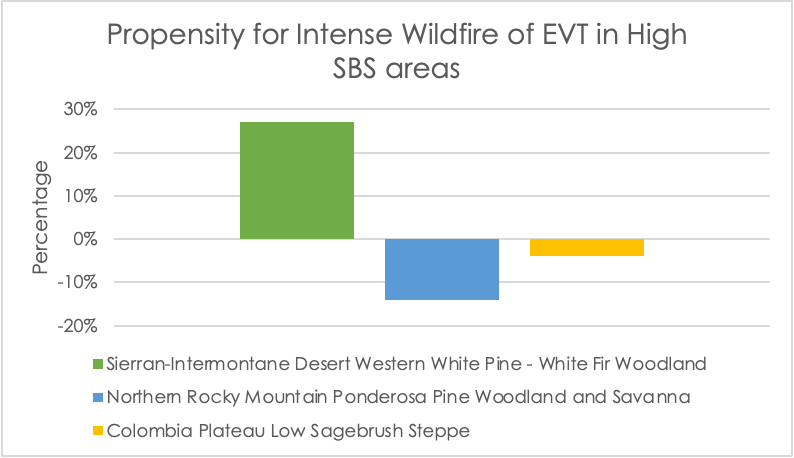 Propensity for Intense Wildfire of EVT in High
SBS areas
Percentage
30%
20%
10%
0%
-10%
-20%
Sierran-Intermontane Desert Western White Pine - White Fir Woodland
Northern Rocky Mountain Ponderosa Pine Woodland and Savanna
Colombia Plateau Low Sagebrush Steppe